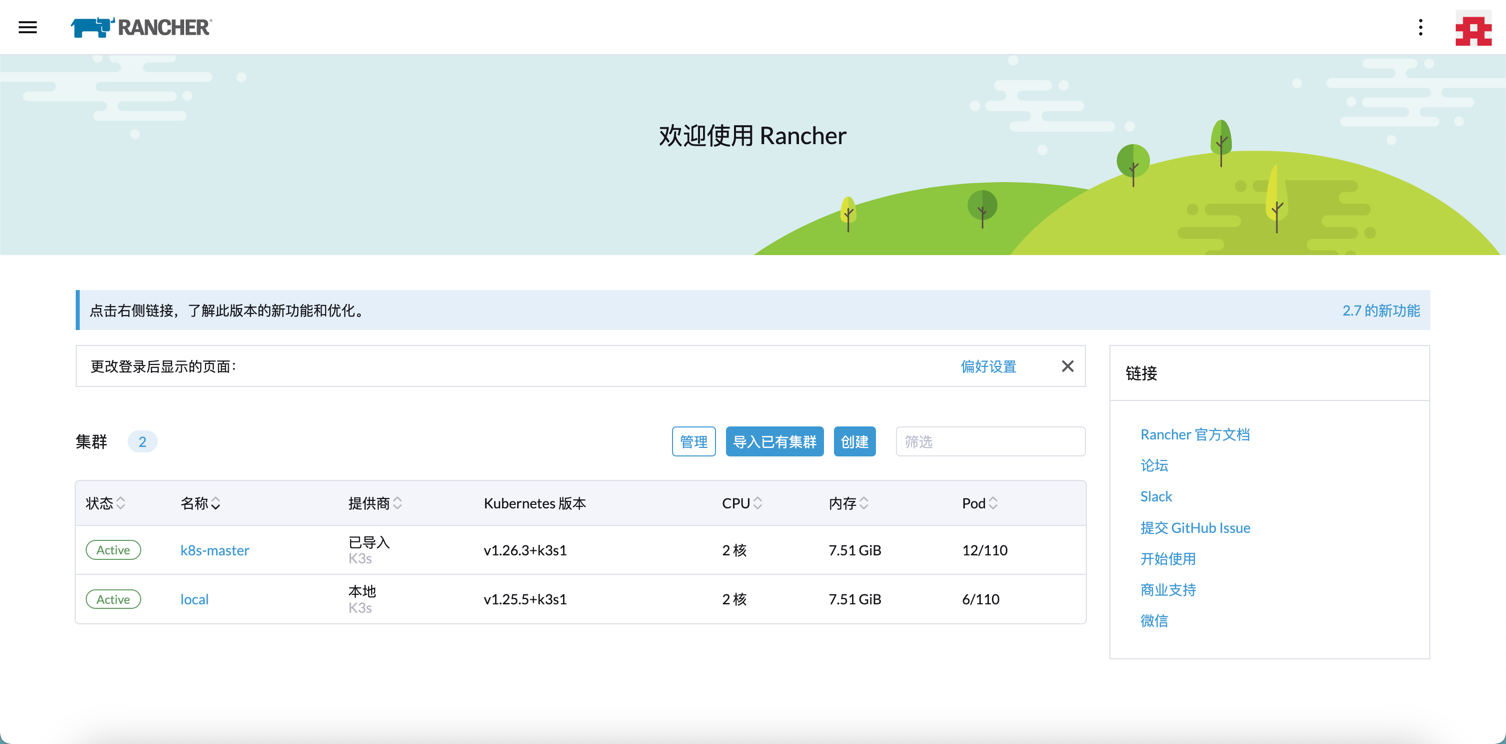 RANCHER
欢迎使用 Rancher
点击右侧链接，了解此版本的新功能和优化。 2.7 的新功能
更改登录后显示的页面： 偏好设置
集群 2 管理 导入已有集群 创建 筛选
状态 名称 提供商 Kubernetes 版本 CPU 内存 Pod
Active k8s-master 已导入 v1.26.3+k3s1 2 核 7.51 GiB 12/110
K3s
Active local 本地 v1.25.5+k3s1 2 核 7.51 GiB 6/110
K3s
链接
Rancher 官方文档
论坛
Slack
提交 GitHub Issue
开始使用
商业支持
微信